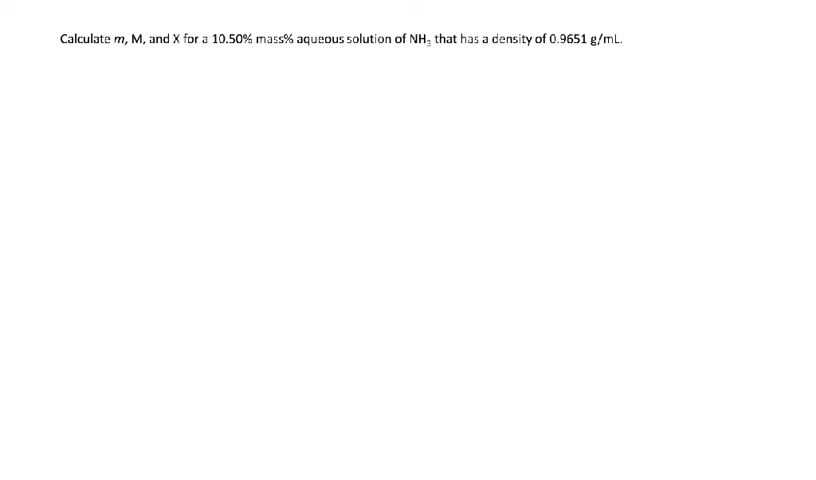 Calculate m, M, and X for a 10.50% mass% aqueous solution of NH₃ that has a density of 0.9651 g/mL.